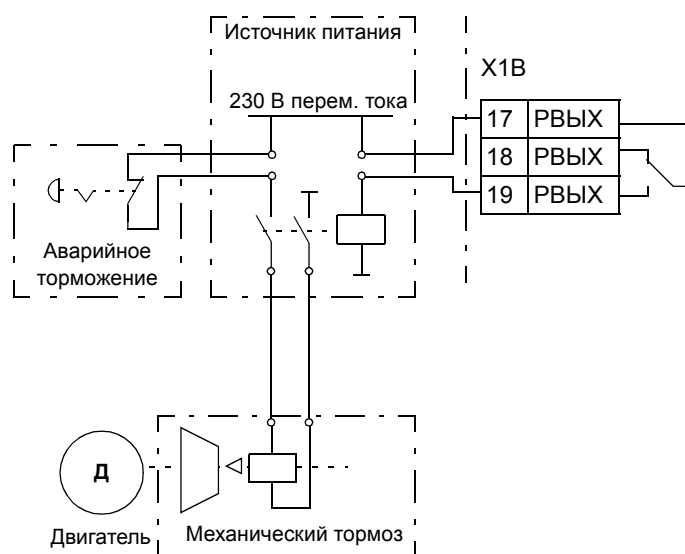 Источник питания
X1B
230 В перем. тока
17 РВЫХ
18 РВЫХ
19 РВЫХ
Аварийное
торможение
Д
Двигатель
Механический тормоз